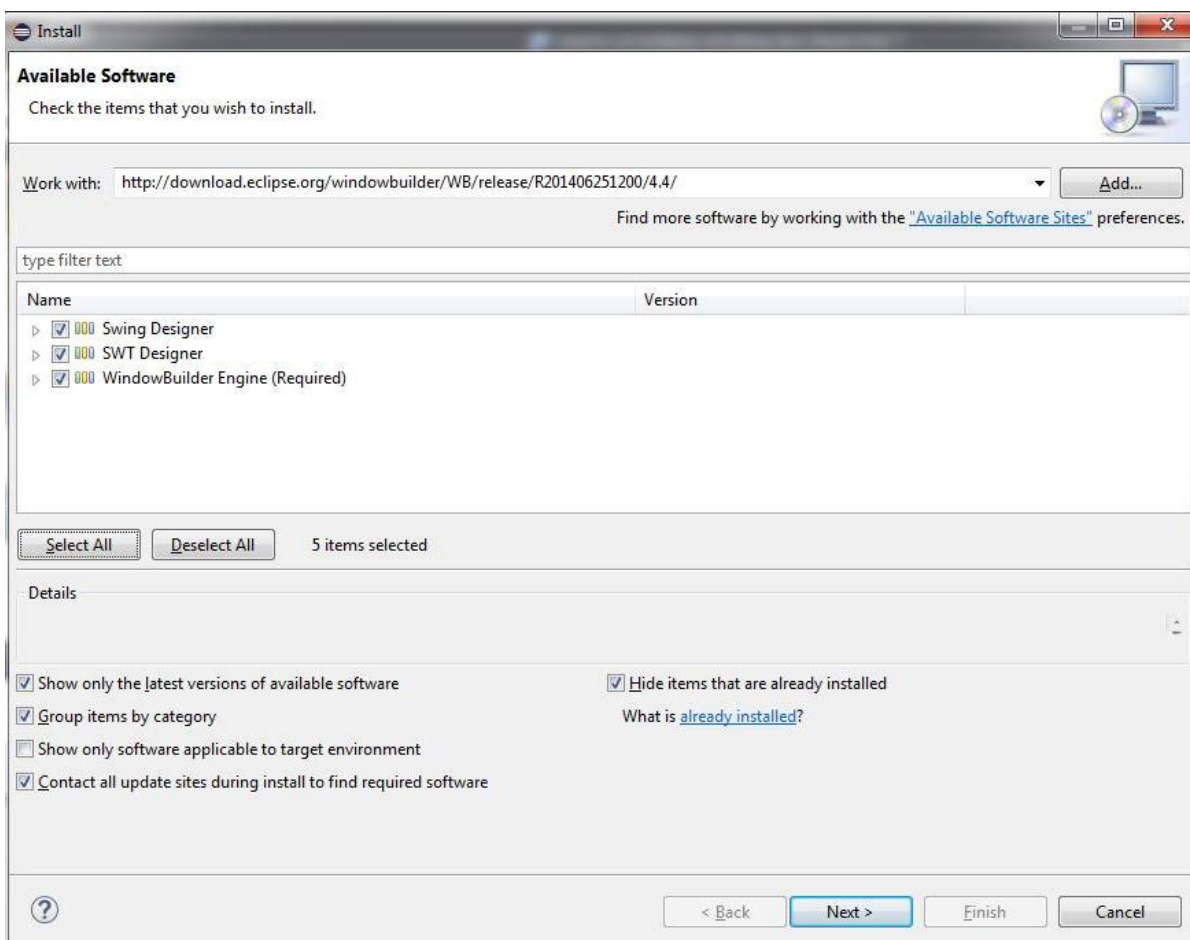 Install
Available Software
Check the items that you wish to install.
Work with: http://download.eclipse.org/windowbuilder/WB/release/R201406251200/4.4/ Add...
Find more software by working with the "Available Software Sites" preferences.
type filter text
Name Version
Swing Designer
SWT Designer
WindowBuilder Engine (Required)
Select All Deselect All 5 items selected
Details
Show only the latest versions of available software Hide items that are already installed
Group items by category What is already installed?
Show only software applicable to target environment
Contact all update sites during install to find required software
? < Back Next > Finish Cancel